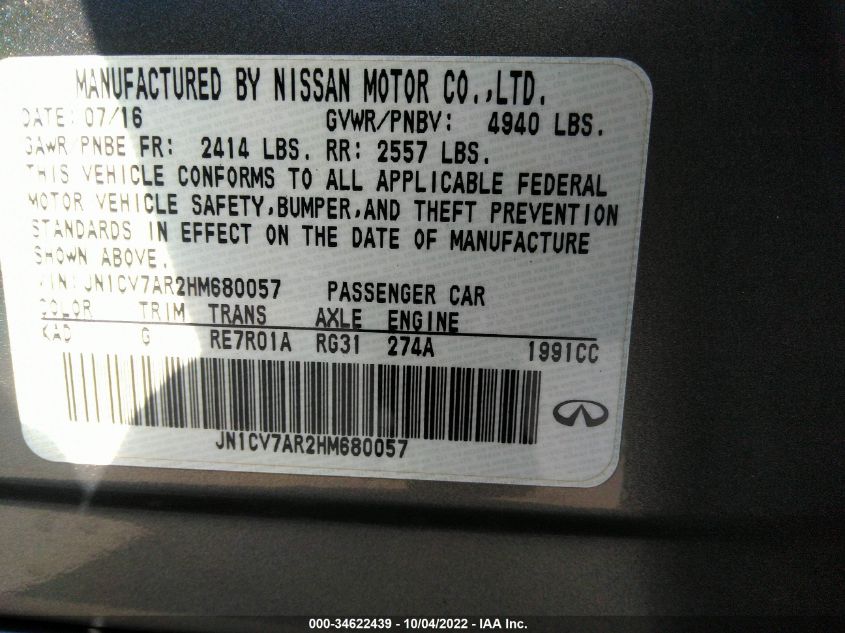 MANUFACTURED BY NISSAN MOTOR CO.,LTD.
DATE: 07/16 GVWR/PNBV: 4940 LBS.
GAWR/PNBE FR: 2414 LBS. RR: 2557 LBS.
THIS VEHICLE CONFORMS TO ALL APPLICABLE FEDERAL
MOTOR VEHICLE SAFETY,BUMPER,AND THEFT PREVENTION
STANDARDS IN EFFECT ON THE DATE OF MANUFACTURE
SHOWN ABOVE.
VIN:JN1CV7AR2HM680057 PASSENGER CAR
COLOR TRIM TRANS AXLE ENGINE
KAD G RE7R01A RG31 274A 1991CC
JN1CV7AR2HM680057
000-34622439 - 10/04/2022 - IAA Inc.